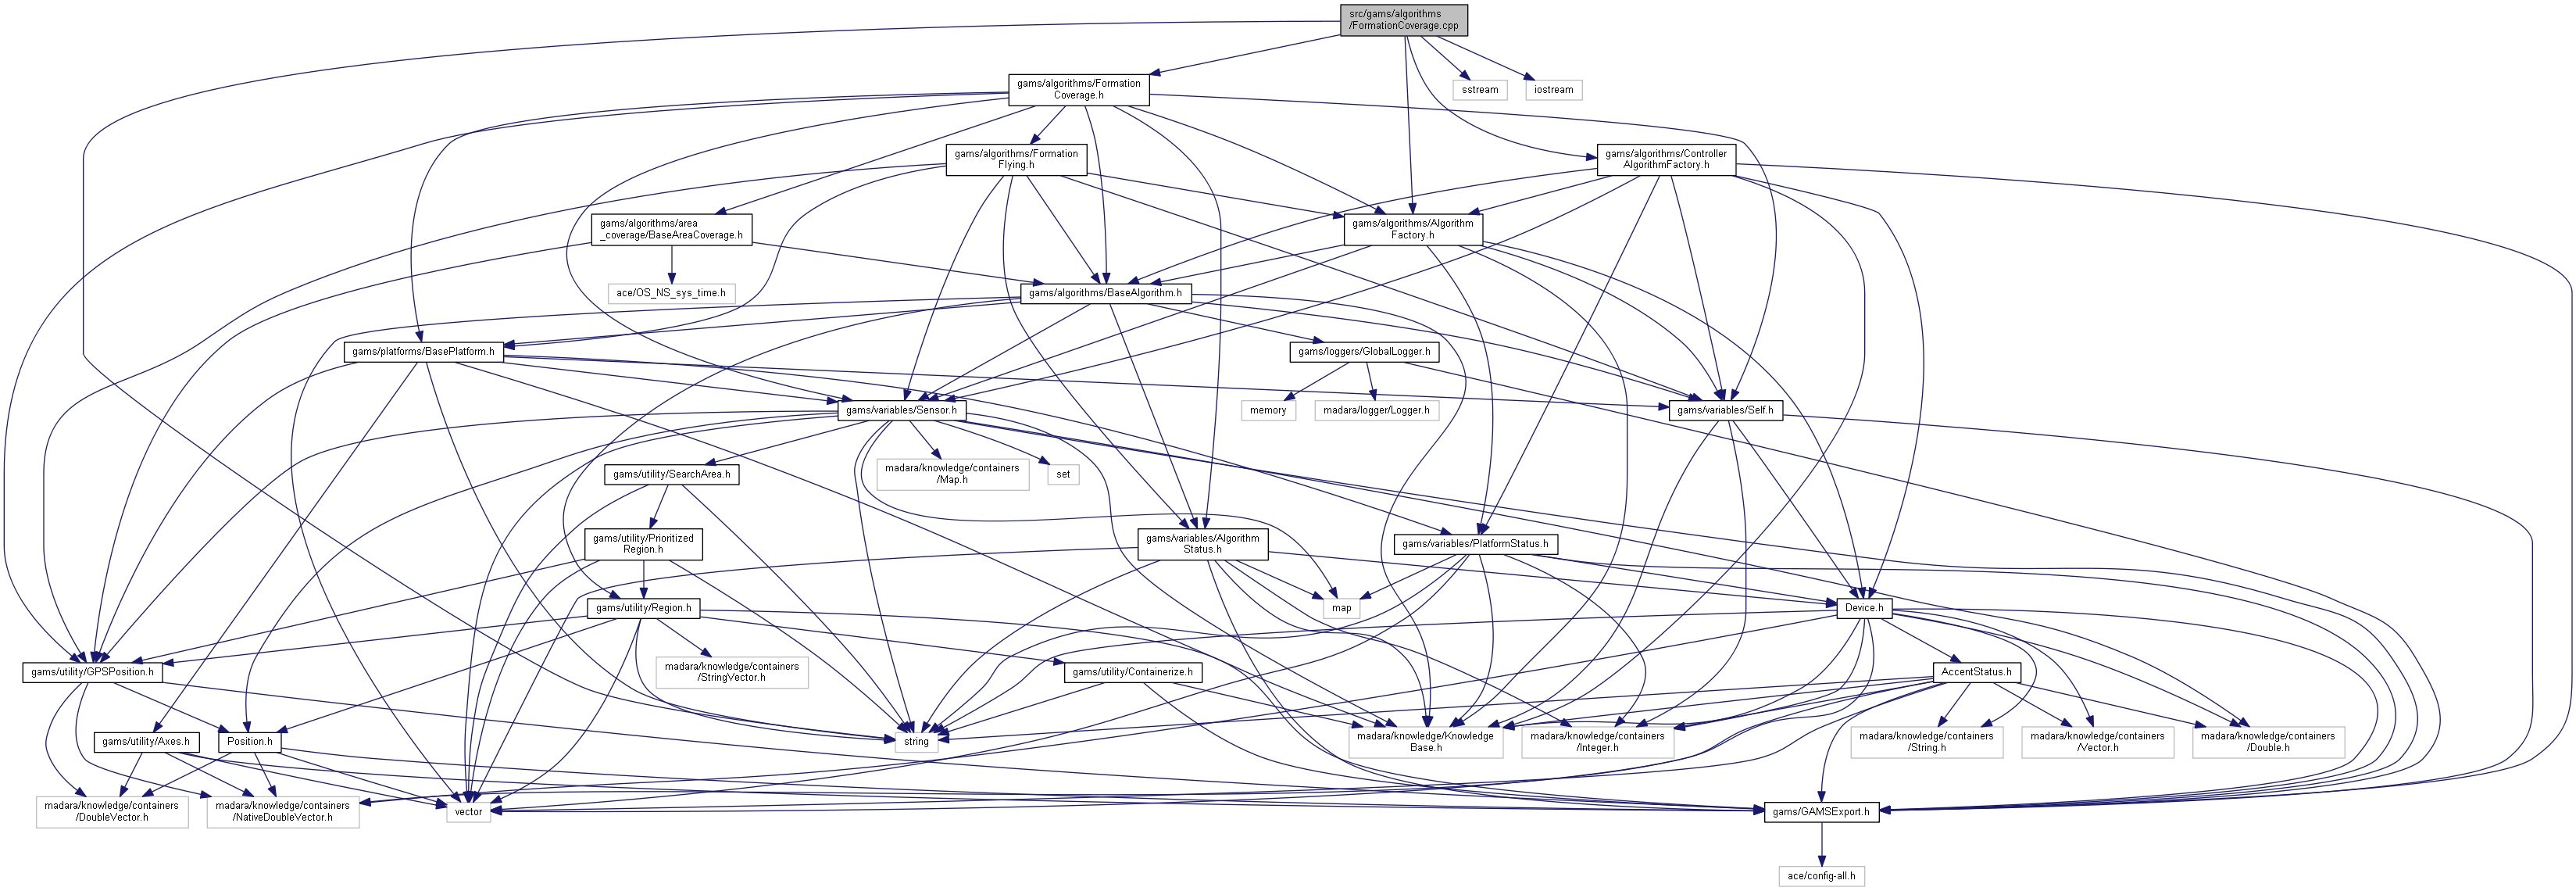 src/gams/algorithms
/FormationCoverage.cpp
gams/algorithms/Formation
Coverage.h
sstream
iostream
gams/algorithms/Formation
Flying.h
gams/algorithms/Controller
AlgorithmFactory.h
gams/algorithms/area
_coverage/BaseAreaCoverage.h
gams/algorithms/Algorithm
Factory.h
ace/OS_NS_sys_time.h
gams/algorithms/BaseAlgorithm.h
gams/platforms/BasePlatform.h
gams/loggers/GlobalLogger.h
gams/variables/Sensor.h
memory
madara/logger/Logger.h
gams/variables/Self.h
gams/utility/SearchArea.h
madara/knowledge/containers
/Map.h
set
gams/utility/Prioritized
Region.h
gams/variables/Algorithm
Status.h
gams/variables/PlatformStatus.h
gams/utility/Region.h
map
Device.h
gams/utility/GPSPosition.h
madara/knowledge/containers
/StringVector.h
gams/utility/Containerize.h
AccentStatus.h
gams/utility/Axes.h
Position.h
string
madara/knowledge/Knowledge
Base.h
madara/knowledge/containers
/Integer.h
madara/knowledge/containers
/String.h
madara/knowledge/containers
/Vector.h
madara/knowledge/containers
/Double.h
madara/knowledge/containers
/DoubleVector.h
madara/knowledge/containers
/NativeDoubleVector.h
vector
gams/GAMSExport.h
ace/config-all.h